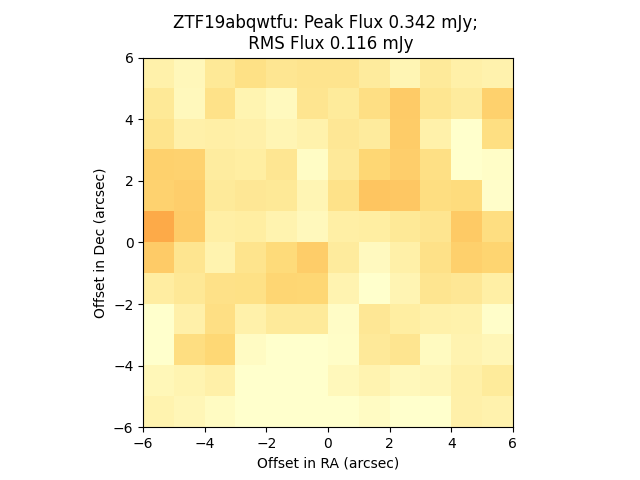 ZTF19abqwtfu: Peak Flux 0.342 mJy;
RMS Flux 0.116 mJy
6
4
2
0
−2
−4
−6
Offset in Dec (arcsec)
−6 −4 −2 0 2 4 6
Offset in RA (arcsec)